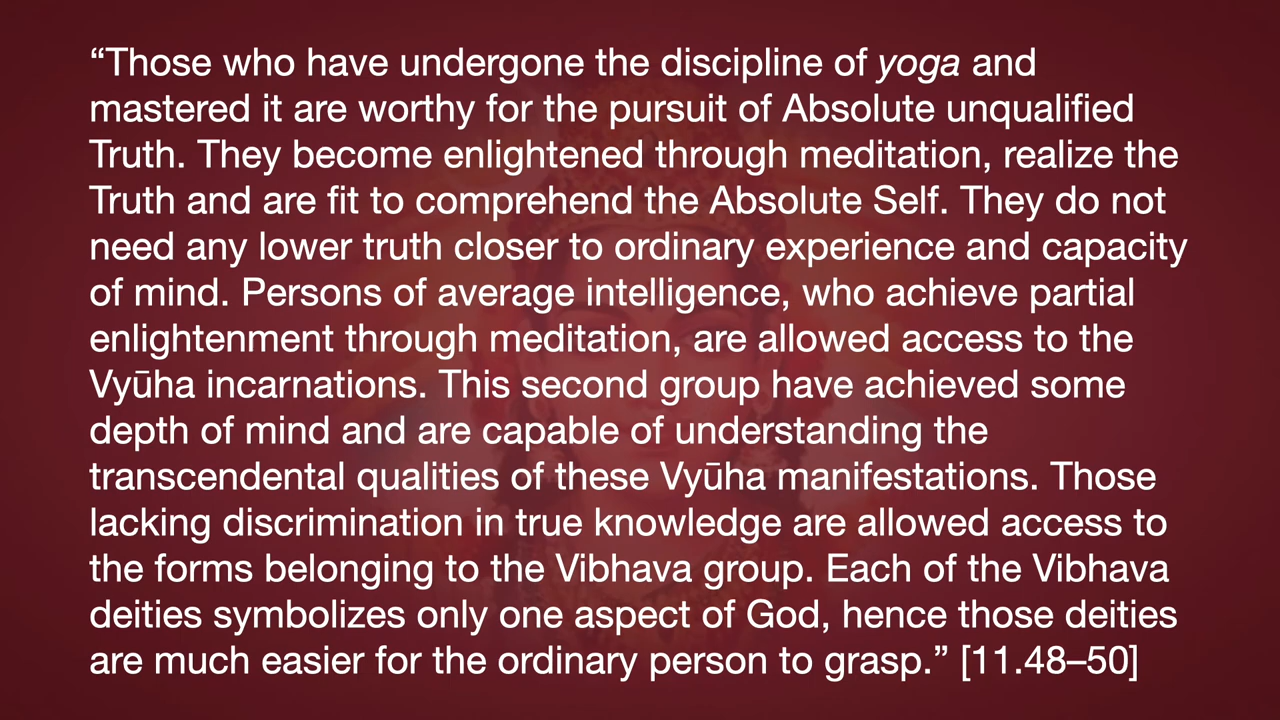 “Those who have undergone the discipline of yoga and
mastered it are worthy for the pursuit of Absolute unqualified
Truth. They become enlightened through meditation, realize the
Truth and are fit to comprehend the Absolute Self. They do not
need any lower truth closer to ordinary experience and capacity
of mind. Persons of average intelligence, who achieve partial
enlightenment through meditation, are allowed access to the
Vyūha incarnations. This second group have achieved some
depth of mind and are capable of understanding the
transcendental qualities of these Vyūha manifestations. Those
lacking discrimination in true knowledge are allowed access to
the forms belonging to the Vibhava group. Each of the Vibhava
deities symbolizes only one aspect of God, hence those deities
are much easier for the ordinary person to grasp.” [11.48–50]